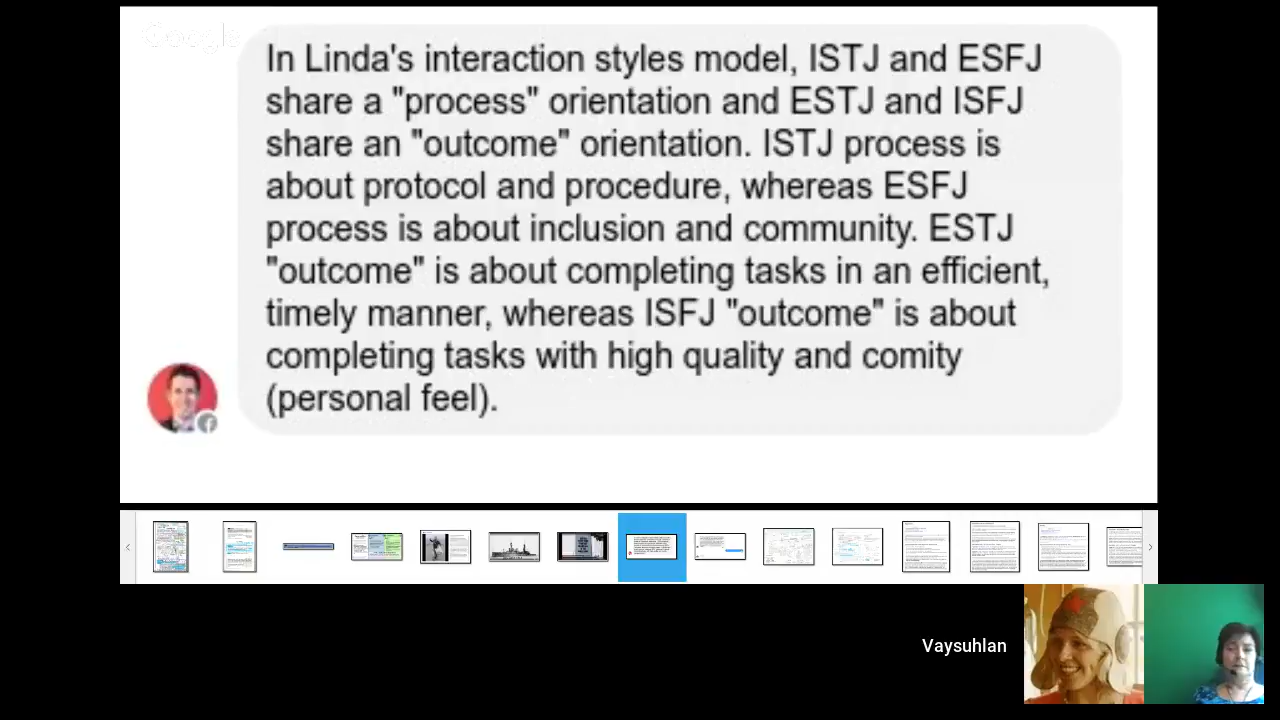 Google
In Linda's interaction styles model, ISTJ and ESFJ
share a "process" orientation and ESTJ and ISFJ
share an "outcome" orientation. ISTJ process is
about protocol and procedure, whereas ESFJ
process is about inclusion and community. ESTJ
"outcome" is about completing tasks in an efficient,
timely manner, whereas ISFJ "outcome" is about
completing tasks with high quality and comity
(personal feel).
Vaysuhlan